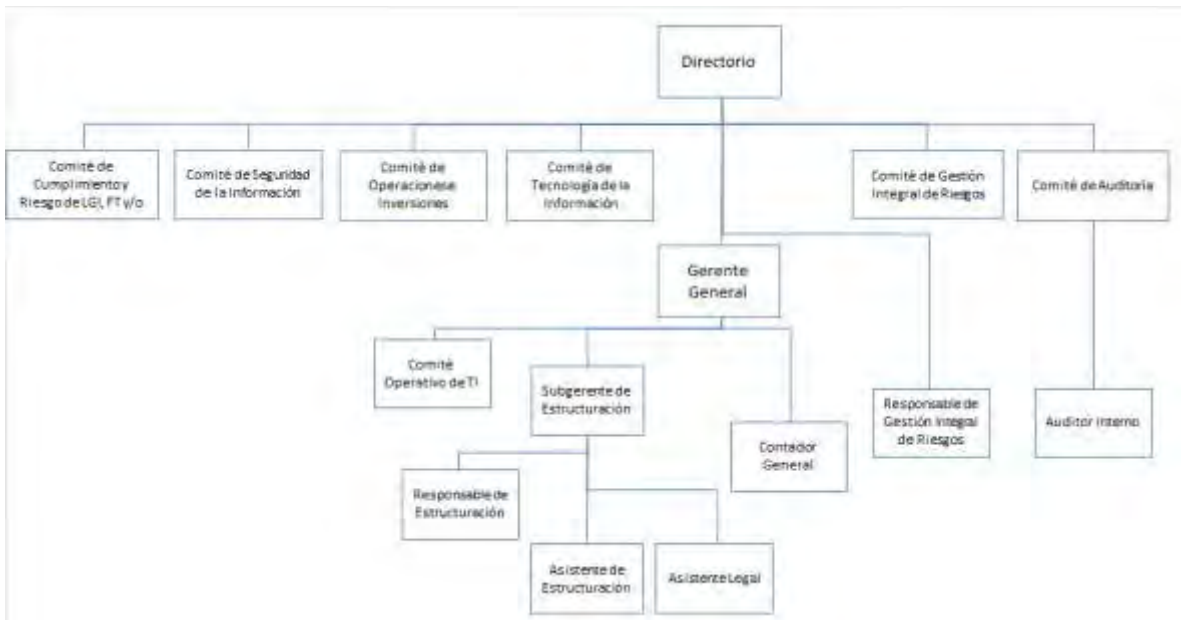 Directorio
Comité de
Cumplimiento y
Riesgo de LGI, FT y/o
Comité de Seguridad
de la Información
Comité de
Operaciones e
Inversiones
Comité de
Tecnología de la
Información
Comité de Gestión
Integral de Riesgos
Comité de Auditoría
Gerente
General
Comité
Operativo de TI
Subgerente de
Estructuración
Contador
General
Responsable de
Gestión Integral
de Riesgos
Auditor Interno
Responsable de
Estructuración
Asistente de
Estructuración
Asistente Legal